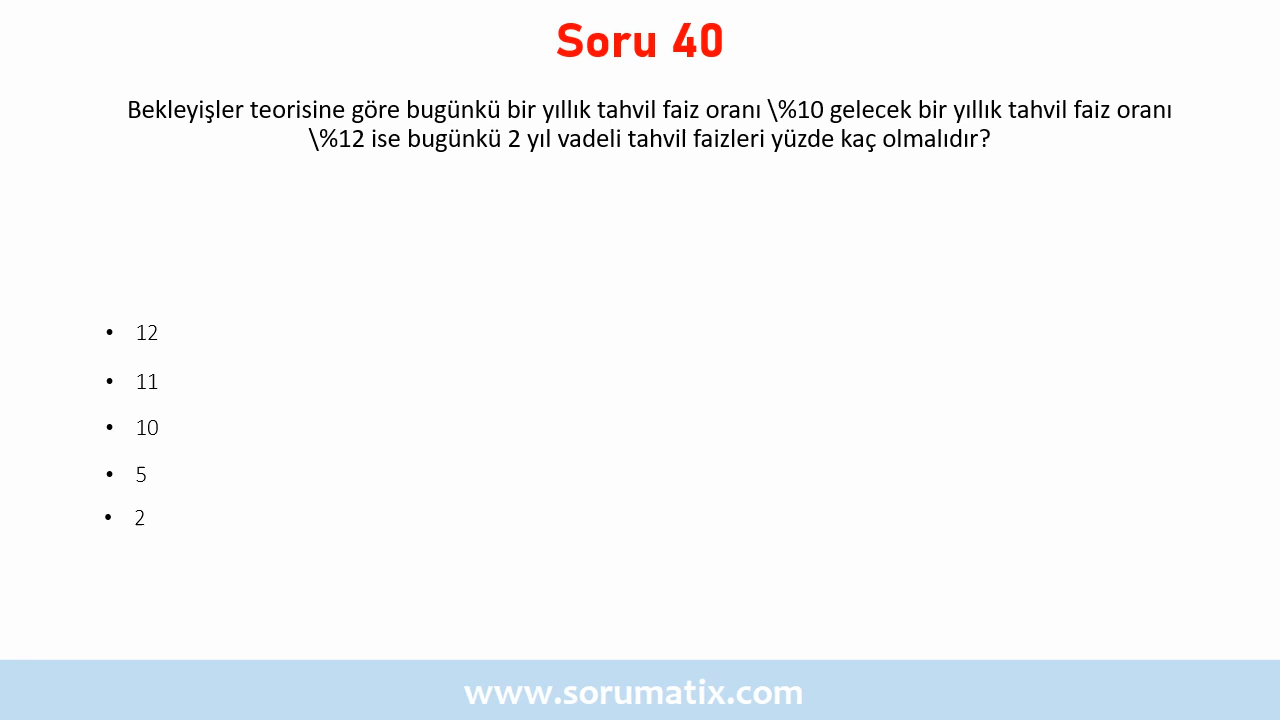 Soru 40
Bekleyişler teorisine göre bugünkü bir yıllık tahvil faiz oranı \%10 gelecek bir yıllık tahvil faiz oranı
\%12 ise bugünkü 2 yıl vadeli tahvil faizleri yüzde kaç olmalıdır?
• 12
• 11
• 10
• 5
• 2
www.sorumatix.com